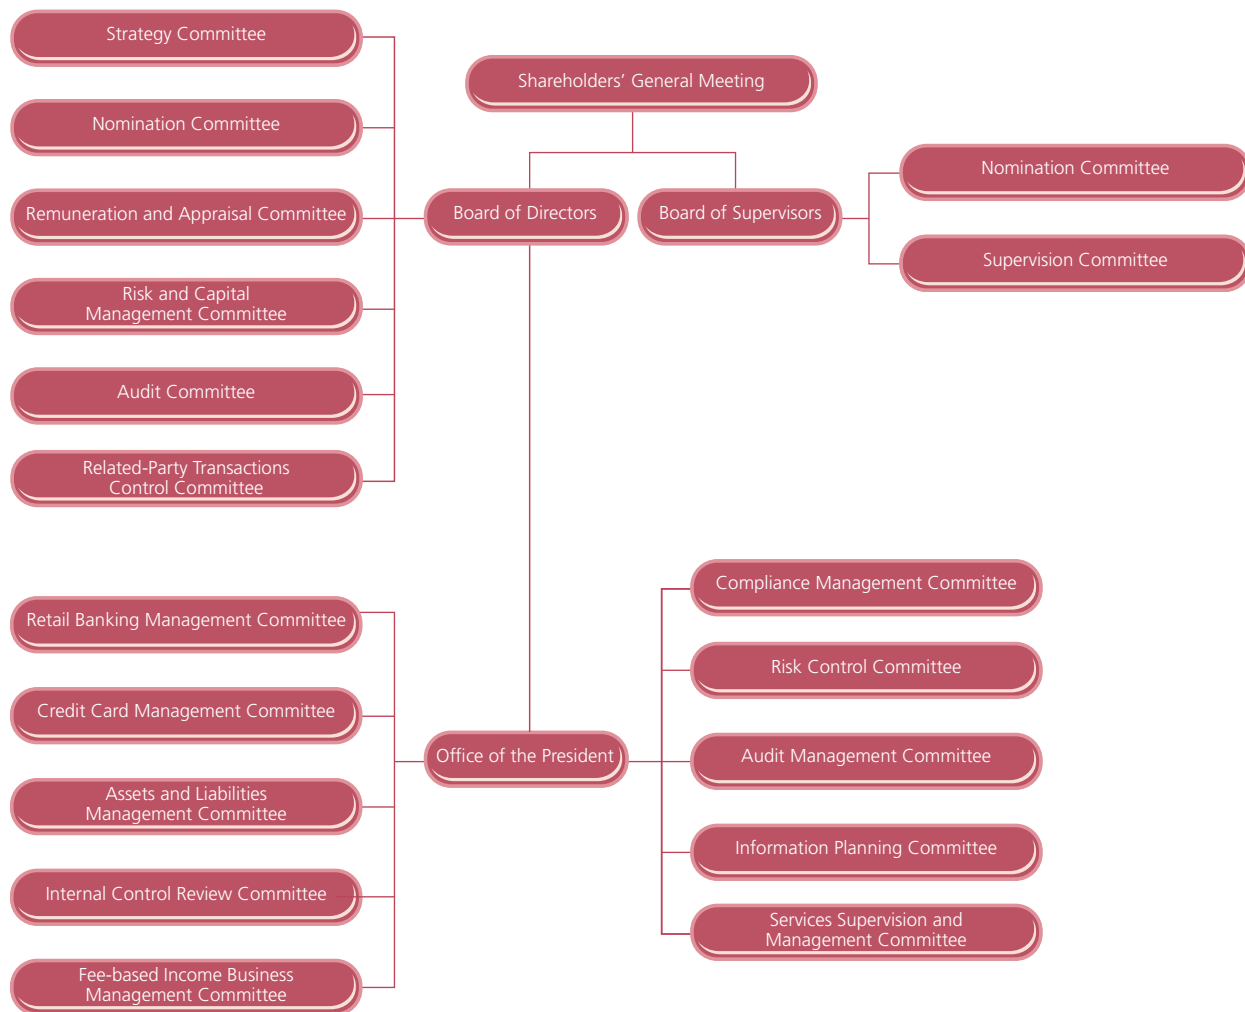 Strategy Committee
Shareholders’ General Meeting
Nomination Committee
Nomination Committee
Remuneration and Appraisal Committee
Board of Directors
Board of Supervisors
Supervision Committee
Risk and Capital
Management Committee
Audit Committee
Related-Party Transactions
Control Committee
Compliance Management Committee
Retail Banking Management Committee
Risk Control Committee
Credit Card Management Committee
Office of the President
Audit Management Committee
Assets and Liabilities
Management Committee
Information Planning Committee
Internal Control Review Committee
Services Supervision and
Management Committee
Fee-based Income Business
Management Committee